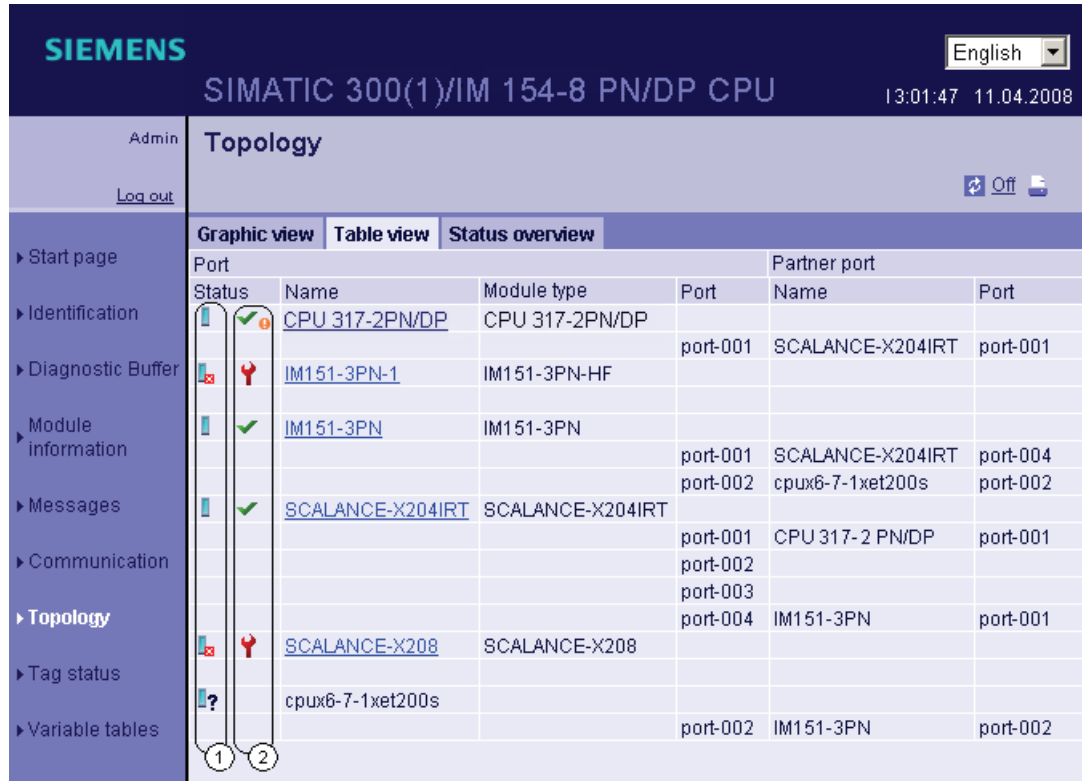 SIEMENS
English
SIMATIC 300(1)/IM 154-8 PN/DP CPU
13:01:47 11.04.2008
Admin
Topology
Off
Log out
Graphic view Table view Status overview
Start page
Identification
Diagnostic Buffer
Module information
Messages
Communication
Topology
Tag status
Variable tables
Port Partner port
Status Name Module type Port Name Port
CPU 317-2PN/DP CPU 317-2PN/DP
port-001 SCALANCE-X204IRT port-001
IM151-3PN-1 IM151-3PN-HF
IM151-3PN IM151-3PN
port-001 SCALANCE-X204IRT port-004
port-002 cpux6-7-1xet200s port-002
SCALANCE-X204IRT SCALANCE-X204IRT
port-001 CPU 317-2 PN/DP port-001
port-002
port-003
port-004 IM151-3PN port-001
SCALANCE-X208 SCALANCE-X208
? cpux6-7-1xet200s
port-002 IM151-3PN port-002
1 2